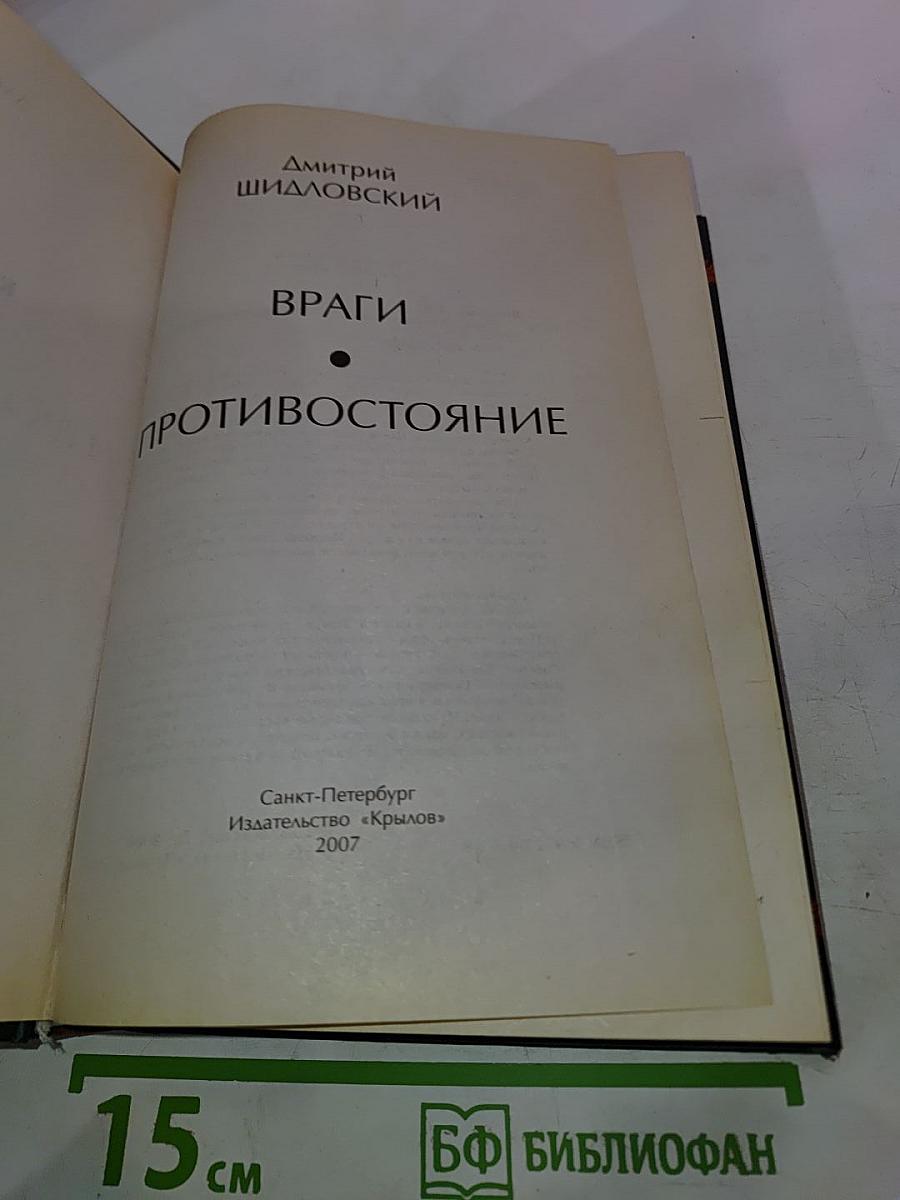 Дмитрий
ШИДЛОВСКИЙ
ВРАГИ
●
ПРОТИВОСТОЯНИЕ
Санкт-Петербург
Издательство «Крылов»
2007
15 см
БФ БИБЛИОФАН